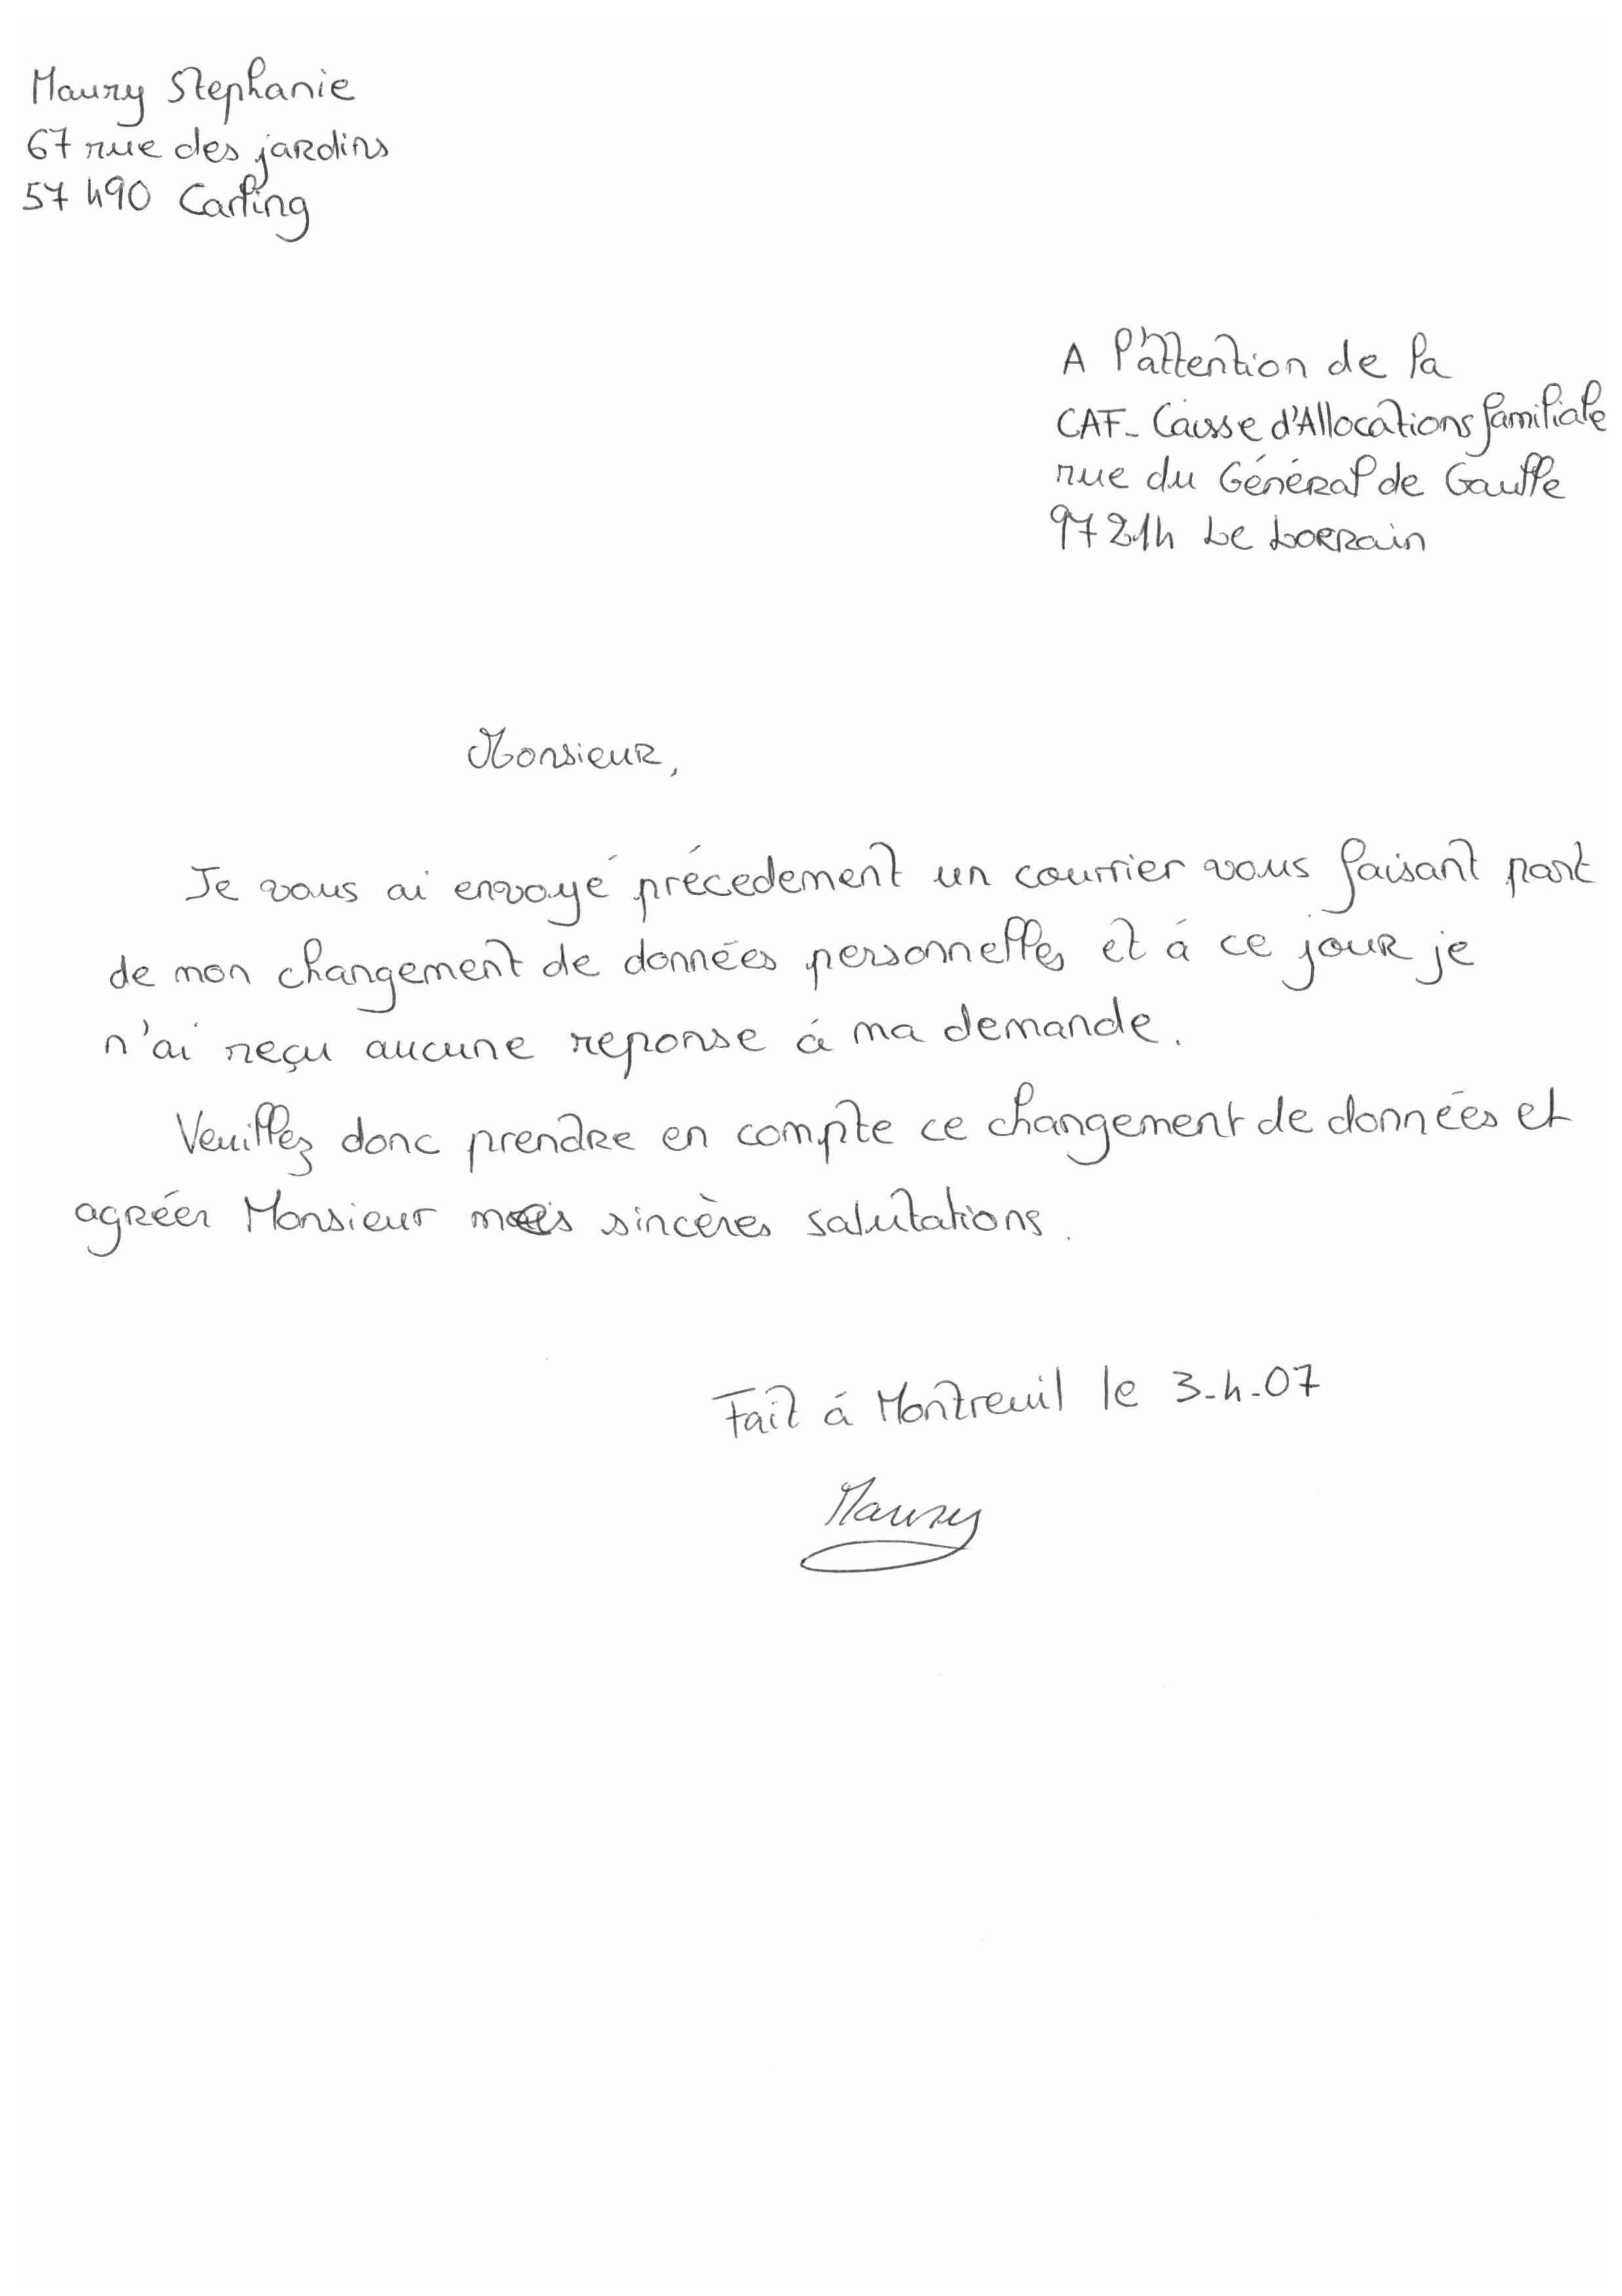 Maury Stephanie
67 rue des jardins
57 490 Carling
A l'attention de la
CAF - Caisse d'Allocations familiale
rue du Général de Gaulle
97 214 Le Lorrain
Monsieur,
Je vous ai envoyé précedement un courrier vous faisant part
de mon changement de données personnelles et á ce jour je
n'ai reçu aucune reponse á ma demande.
Veuillez donc prendre en compte ce changement de données et
agréer Monsieur mes sincères salutations.
Fait á Montreuil le 3-4-07
Maury